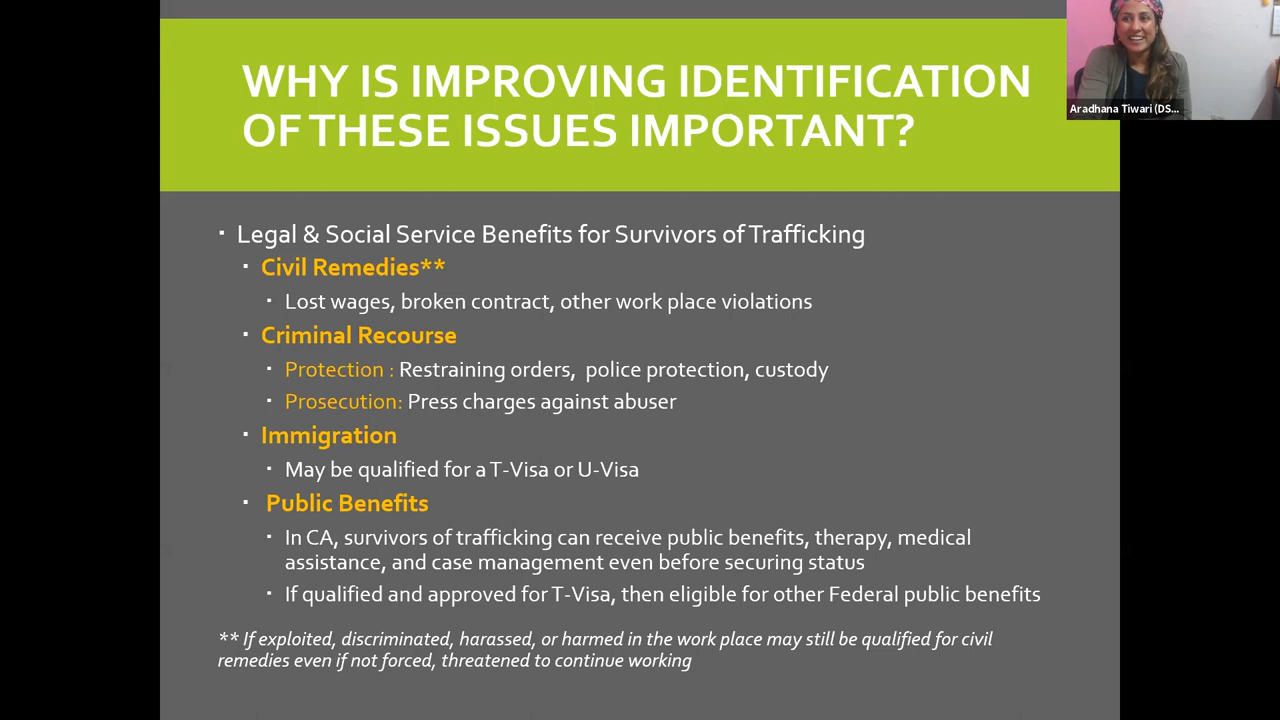 WHY IS IMPROVING IDENTIFICATION
OF THESE ISSUES IMPORTANT?
Aradhana Tiwari (DS...
Legal & Social Service Benefits for Survivors of Trafficking
Civil Remedies**
Lost wages, broken contract, other work place violations
Criminal Recourse
Protection : Restraining orders, police protection, custody
Prosecution: Press charges against abuser
Immigration
May be qualified for a T-Visa or U-Visa
Public Benefits
In CA, survivors of trafficking can receive public benefits, therapy, medical
assistance, and case management even before securing status
If qualified and approved for T-Visa, then eligible for other Federal public benefits
** If exploited, discriminated, harassed, or harmed in the work place may still be qualified for civil
remedies even if not forced, threatened to continue working